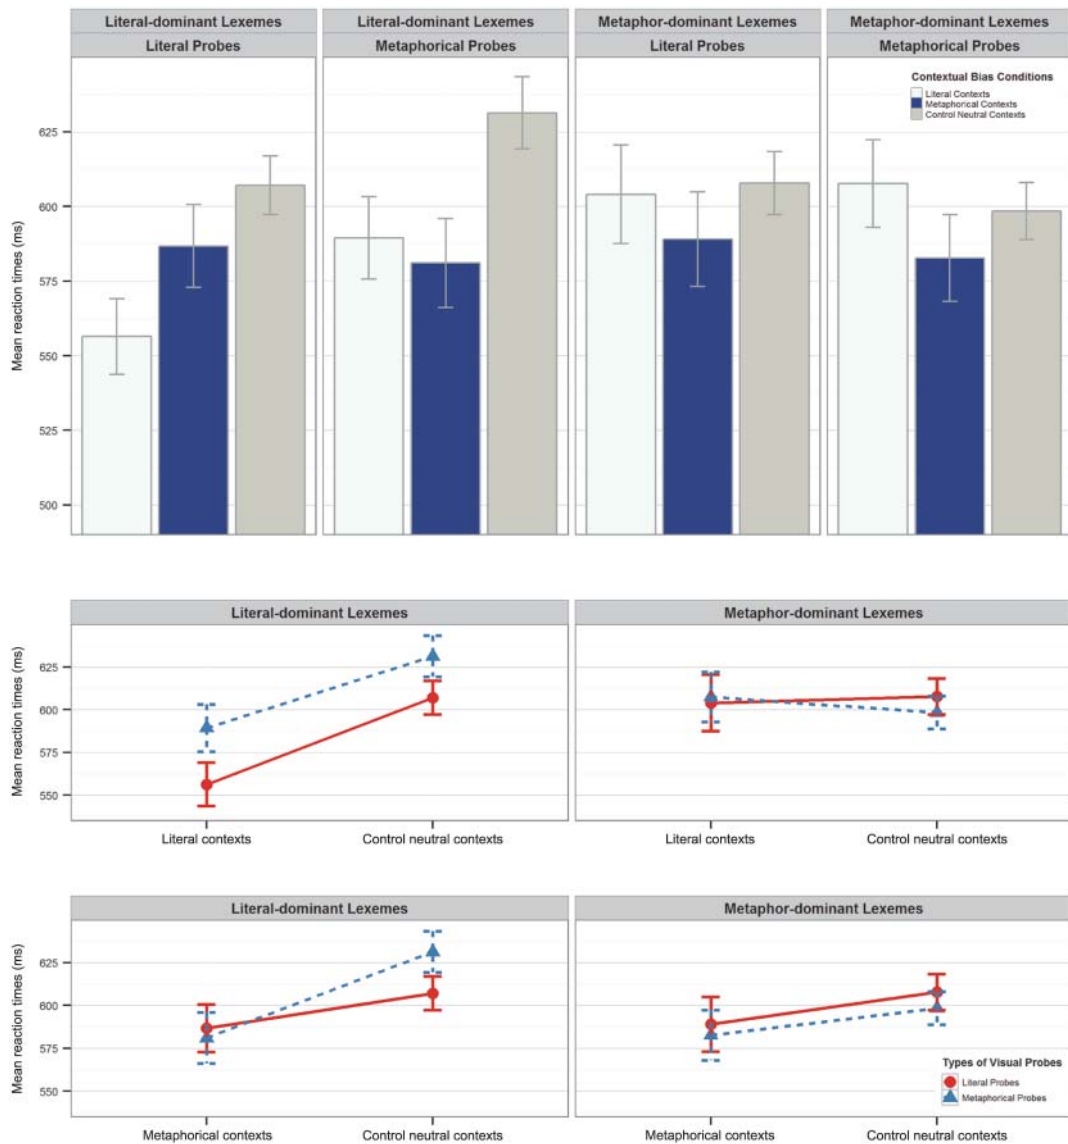 Literal-dominant Lexemes Literal-dominant Lexemes Metaphor-dominant Lexemes Metaphor-dominant Lexemes
Literal Probes Metaphorical Probes Literal Probes Metaphorical Probes
Contextual Bias Conditions
Literal Contexts
Metaphorical Contexts
Control Neutral Contexts
Mean reaction times (ms)
625
600
575
550
525
500
Literal-dominant Lexemes Metaphor-dominant Lexemes
Mean reaction times (ms)
625
600
575
550
Literal contexts Control neutral contexts Literal contexts Control neutral contexts
Literal-dominant Lexemes Metaphor-dominant Lexemes
Mean reaction times (ms)
625
600
575
550
Types of Visual Probes
Literal Probes
Metaphorical Probes
Metaphorical contexts Control neutral contexts Metaphorical contexts Control neutral contexts